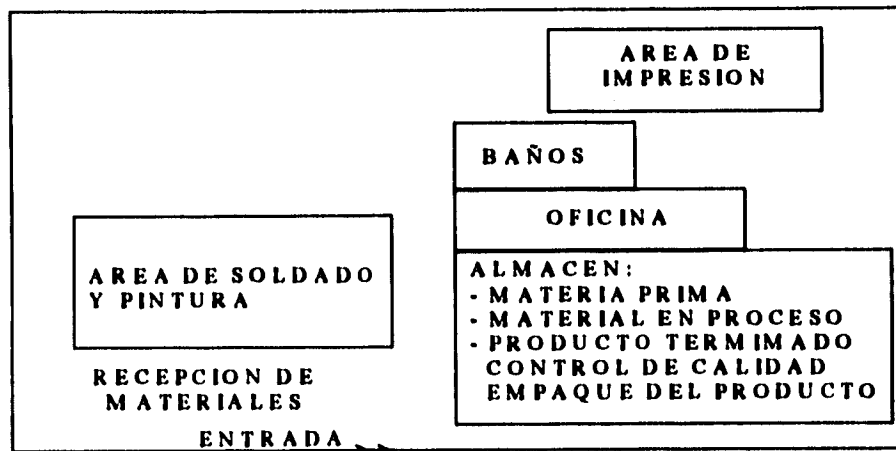 AREA DE
IMPRESION
BAÑOS
OFICINA
AREA DE SOLDADO
Y PINTURA
ALMACEN:
- MATERIA PRIMA
- MATERIAL EN PROCESO
- PRODUCTO TERMIMADO
CONTROL DE CALIDAD
EMPAQUE DEL PRODUCTO
RECEPCION DE
MATERIALES
ENTRADA